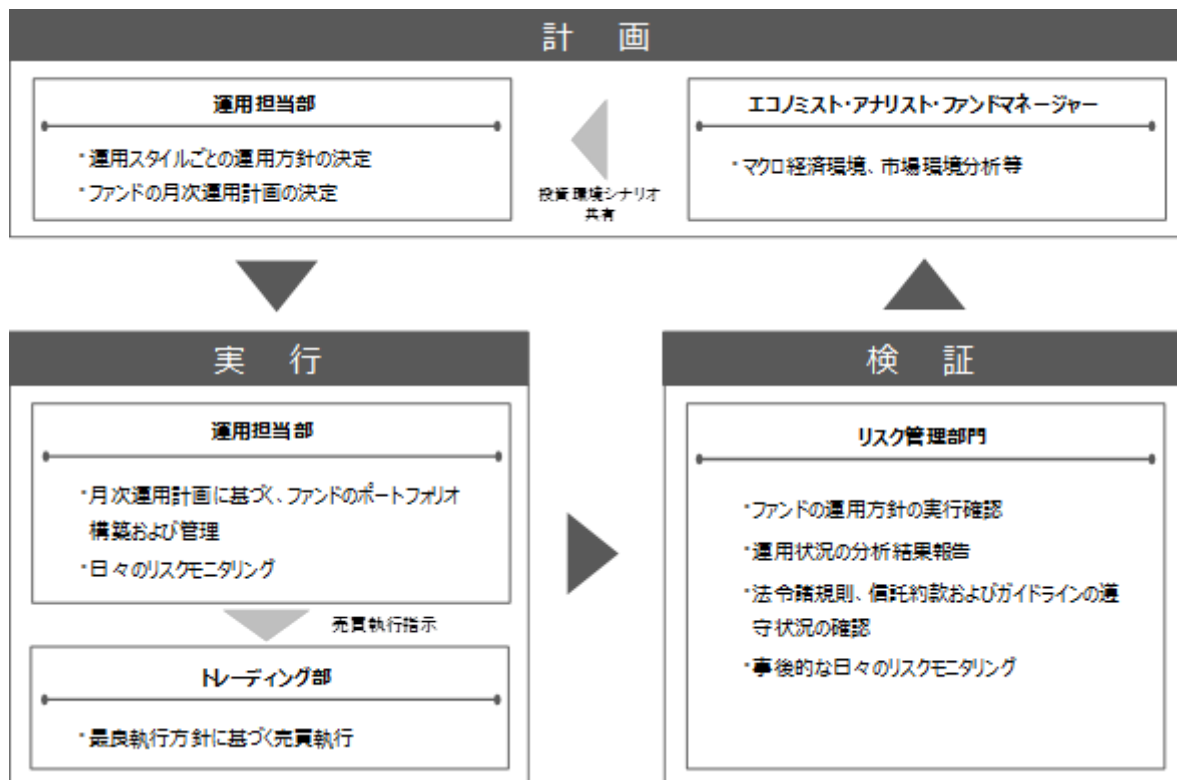 計 画
運用担当部
・運用スタイルごとの運用方針の決定
・ファンドの月次運用計画の決定
投資環境シナリオ
共有
エコノミスト・アナリスト・ファンドマネージャー
・マクロ経済環境、市場環境分析等
実 行
運用担当部
・月次運用計画に基づく、ファンドのポートフォリオ
構築および管理
・日々のリスクモニタリング
売買執行指示
トレーディング部
・最良執行方針に基づく売買執行
検 証
リスク管理部門
・ファンドの運用方針の実行確認
・運用状況の分析結果報告
・法令諸規則、信託約款およびガイドラインの遵
守状況の確認
・事後的な日々のリスクモニタリング